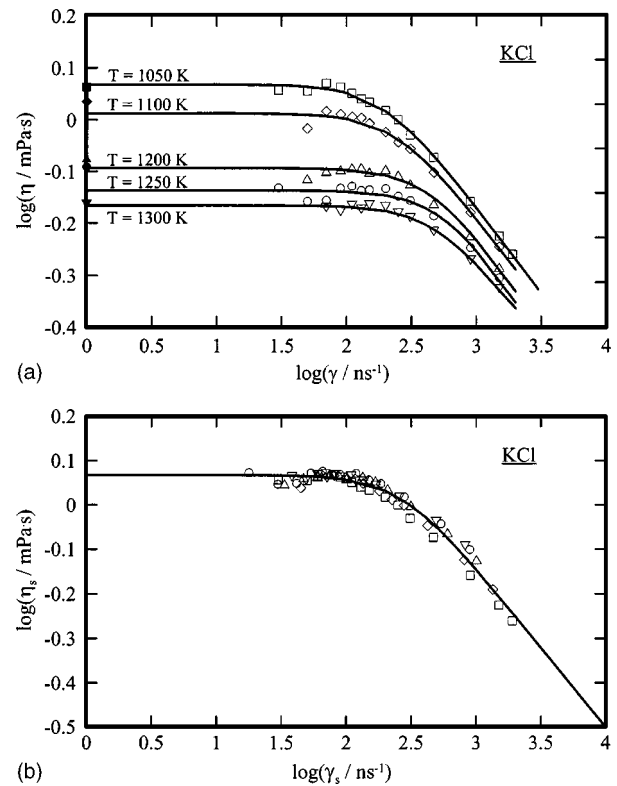 0.2
0.1
0
-0.1
-0.2
-0.3
-0.4
log(η / mPa·s)
KCl
T = 1050 K
T = 1100 K
T = 1200 K
T = 1250 K
T = 1300 K
0 0.5 1 1.5 2 2.5 3 3.5 4
(a) log(γ / ns⁻¹)
0.2
0.1
0
-0.1
-0.2
-0.3
-0.4
-0.5
log(ηₛ / mPa·s)
KCl
0 0.5 1 1.5 2 2.5 3 3.5 4
(b) log(γₛ / ns⁻¹)